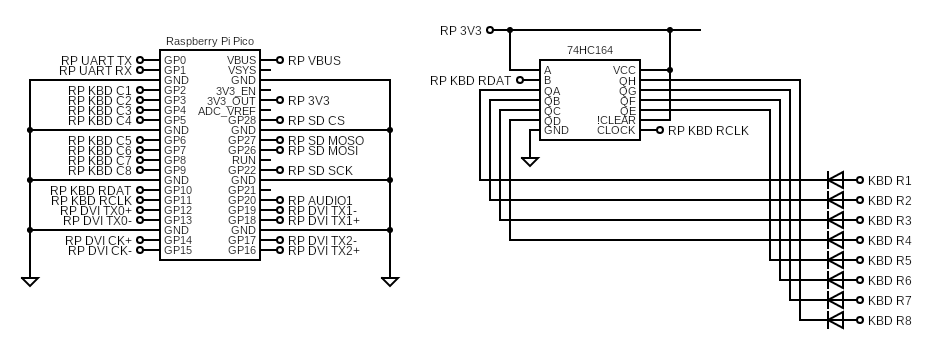 Raspberry Pi Pico
RP UART TX GP0 VBUS RP VBUS
RP UART RX GP1 VSYS
GND GND
RP KBD C1 GP2 3V3_EN
RP KBD C2 GP3 3V3_OUT RP 3V3
RP KBD C3 GP4 ADC_VREF
RP KBD C4 GP5 GP28 RP SD CS
GND GND
RP KBD C5 GP6 GP27 RP SD MOSO
RP KBD C6 GP7 GP26 RP SD MOSI
RP KBD C7 GP8 RUN
RP KBD C8 GP9 GP22 RP SD SCK
GND GND
RP KBD RDAT GP10 GP21
RP KBD RCLK GP11 GP20 RP AUDIO1
RP DVI TX0+ GP12 GP19 RP DVI TX1-
RP DVI TX0- GP13 GP18 RP DVI TX1+
GND GND
RP DVI CK+ GP14 GP17 RP DVI TX2-
RP DVI CK- GP15 GP16 RP DVI TX2+
RP 3V3
74HC164
A VCC
RP KBD RDAT B QH
QA QG
QB QF
QC QE
QD !CLEAR
GND CLOCK RP KBD RCLK
KBD R1
KBD R2
KBD R3
KBD R4
KBD R5
KBD R6
KBD R7
KBD R8